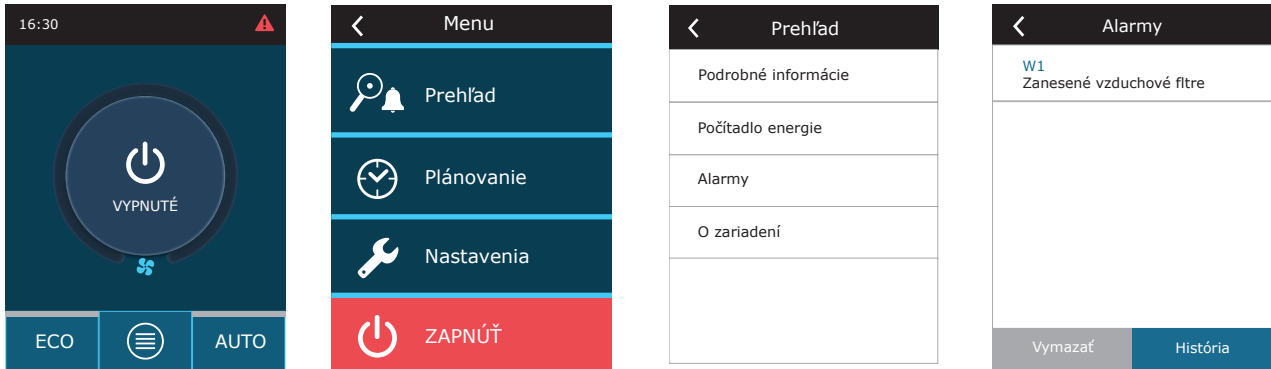 16:30
VYPNUTÉ
ECO
AUTO
Menu
Prehľad
Plánovanie
Nastavenia
ZAPNÚŤ
Prehľad
Podrobné informácie
Počítadlo energie
Alarmy
O zariadení
Alarmy
W1
Zanesené vzduchové fltre
Vymazať
História